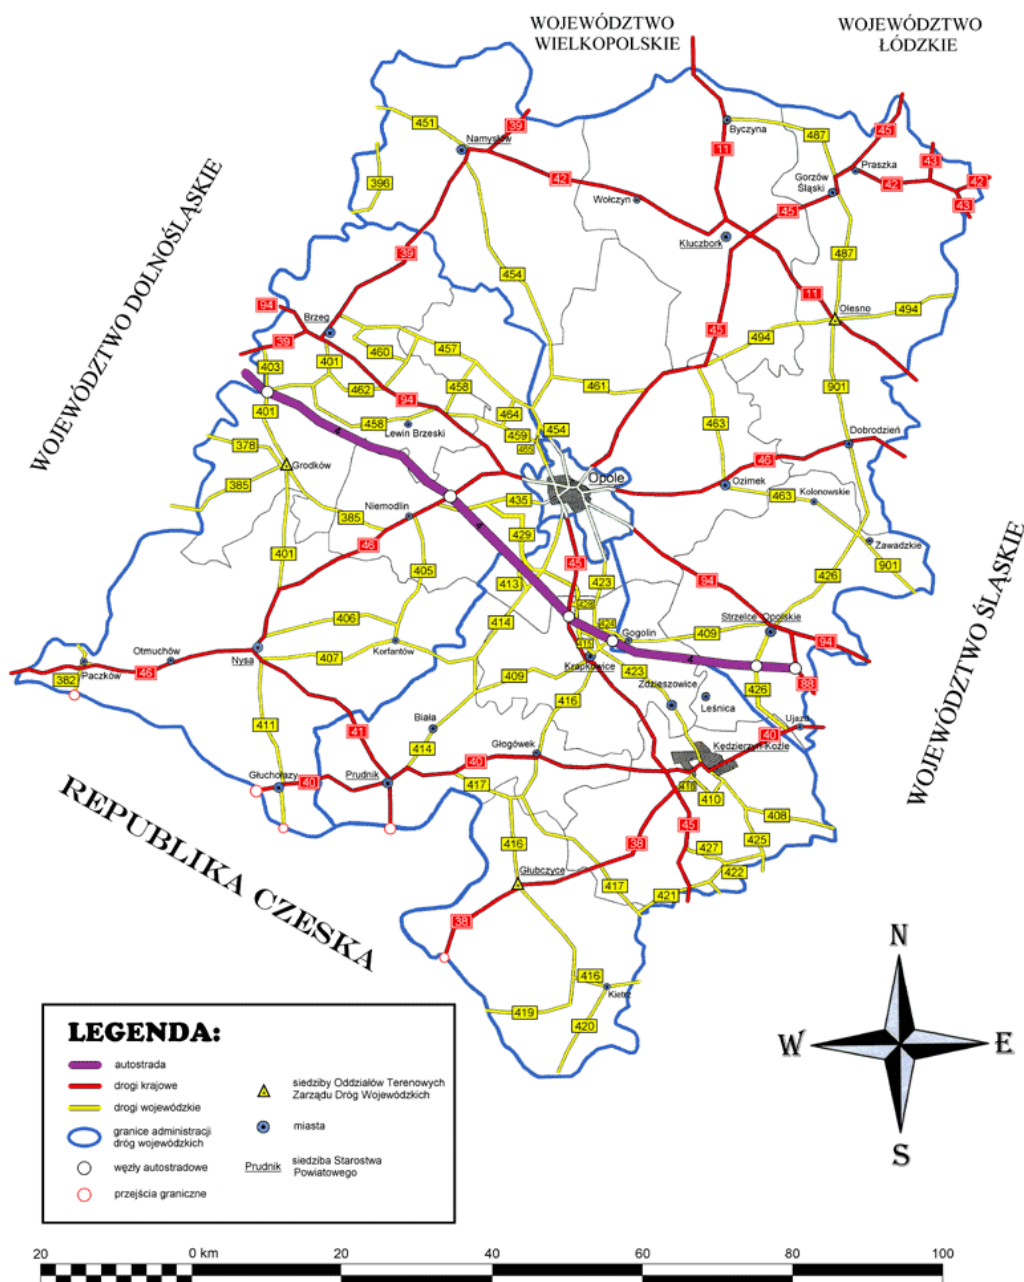 WOJEWÓDZTWO
WIELKOPOLSKIE
WOJEWÓDZTWO
ŁÓDZKIE
WOJEWÓDZTWO DOLNOŚLĄSKIE
WOJEWÓDZTWO ŚLĄSKIE
REPUBLIKA CZESKA
451
Namysłów
39
11
Byczyna
487
45
43
Praszka
42
42
43
396
42
Wołczyn
Gorzów
Śląski
45
Kluczbork
39
454
487
94
Brzeg
39
403
401
460
457
45
11
494
Olesno
494
462
458
461
901
401
94
458
464
Lewin Brzeski
459
454
463
Dobrodzień
378
Grodków
385
46
Opole
Ozimek
463
Kolonowskie
Niemodlin
385
435
4
4
46
429
45
Zawadzkie
901
401
405
413
423
94
426
406
414
Gogolin
409
Strzelce Opolskie
94
Otmuchów
Nysa
407
Korfantów
Krapkowice
423
4
88
Paczków
382
46
409
416
Zdzieszowice
Leśnica
426
Ujazd
411
41
Biała
414
Głogówek
40
Kędzierzyn-Koźle
40
Głuchołazy
40
Prudnik
417
418
410
408
416
45
38
427
425
422
Głubczyce
417
421
38
416
Kietrz
419
420
N
W
E
S
LEGENDA:
autostrada
drogi krajowe
drogi wojewódzkie
granice administracji
dróg wojewódzkich
węzły autostradowe
przejścia graniczne
siedziby Oddziałów Terenowych
Zarządu Dróg Wojewódzkich
miasta
Prudnik
siedziba Starostwa
Powiatowego
20 0 km 20 40 60 80 100